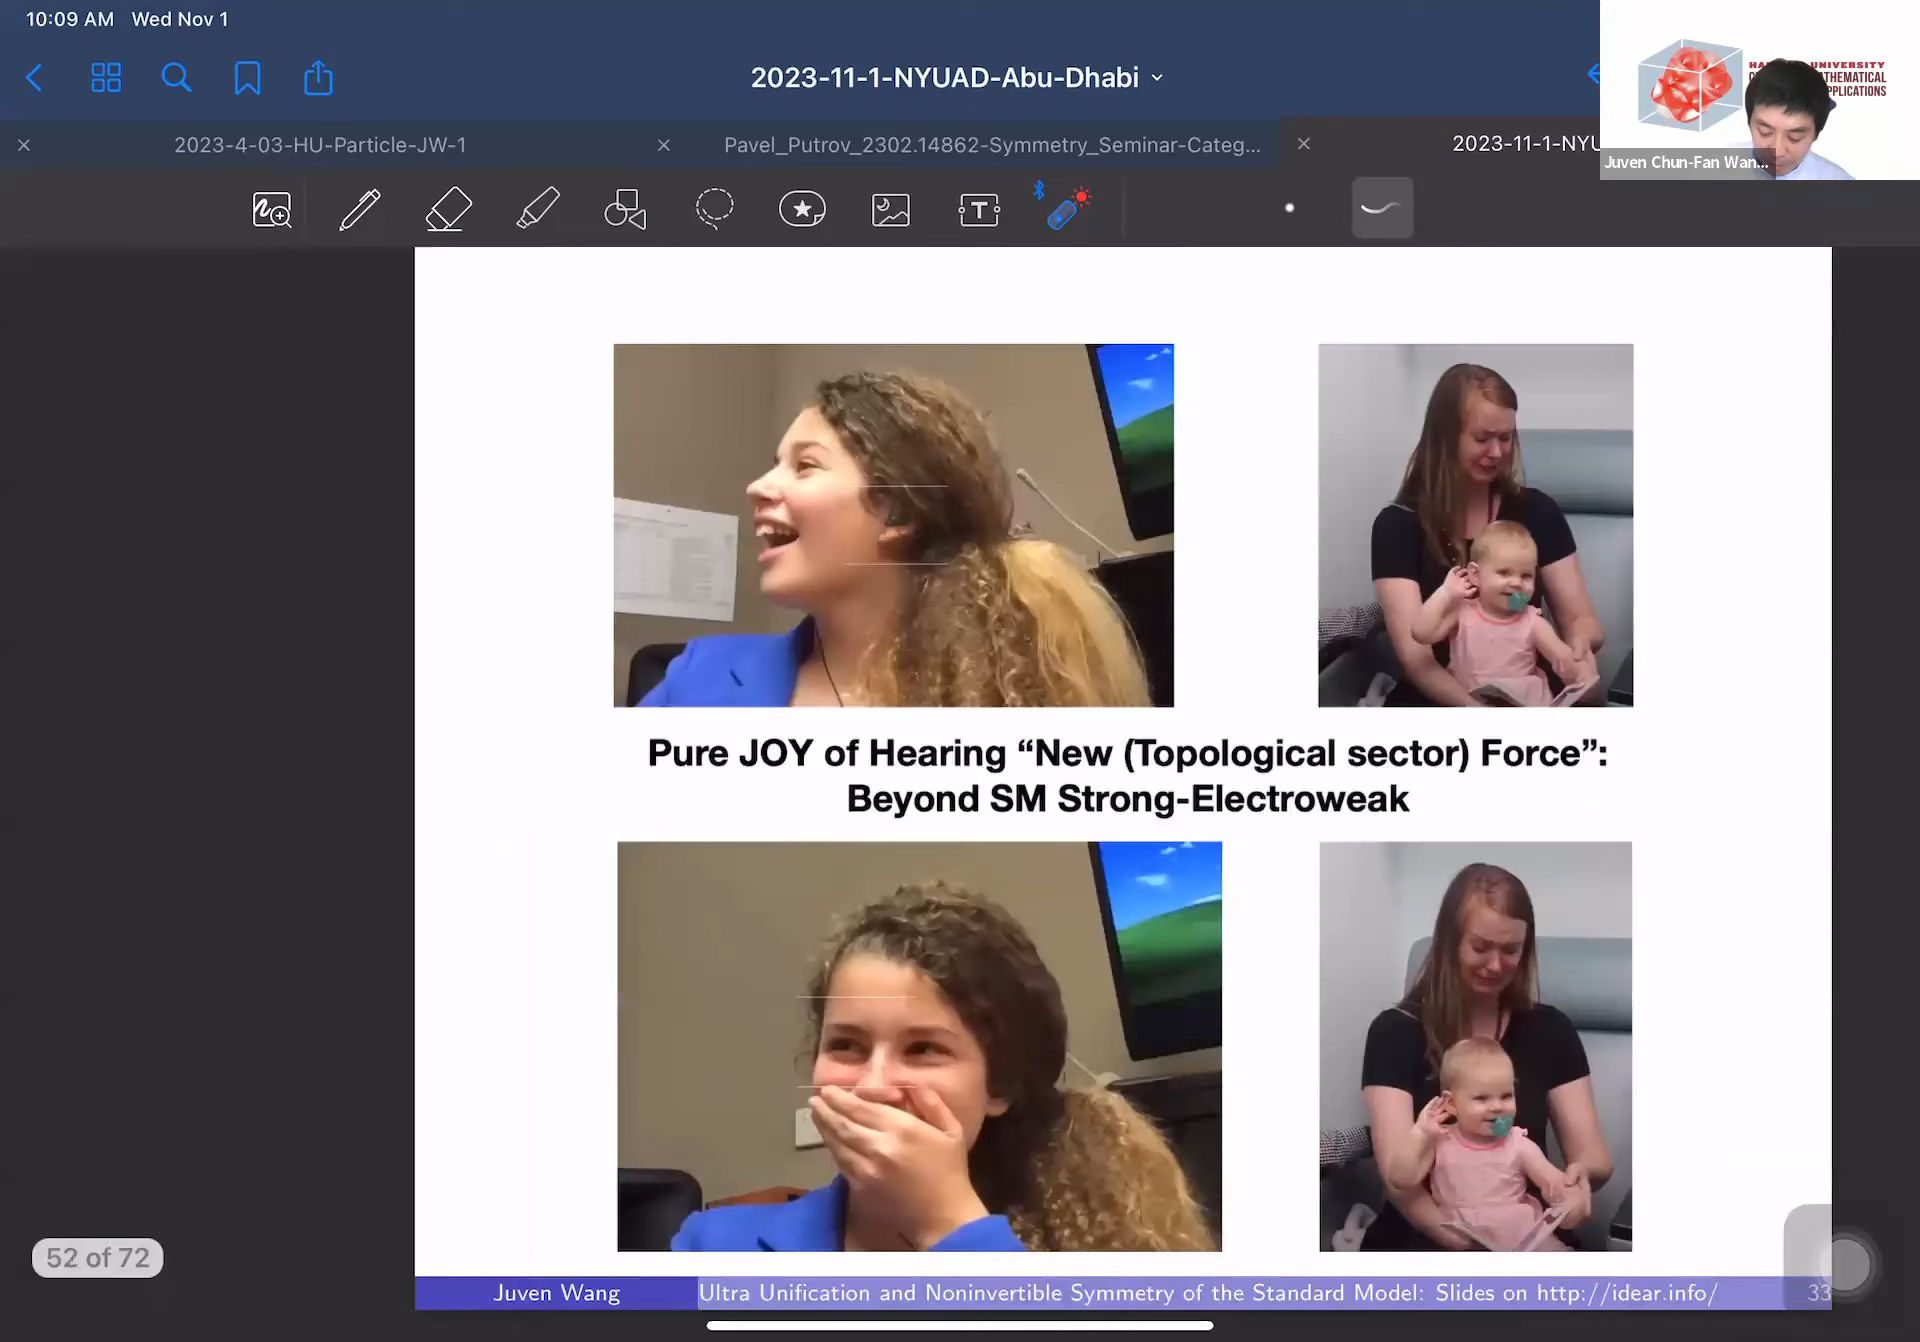 10:09 AM Wed Nov 1
2023-11-1-NYUAD-Abu-Dhabi
2023-4-03-HU-Particle-JW-1
Pavel_Putrov_2302.14862-Symmetry_Seminar-Categ...
2023-11-1-NYU
UNIVERSITY
Juven Chun-Fan Wan...
T
Pure JOY of Hearing “New (Topological sector) Force”:
Beyond SM Strong-Electroweak
52 of 72
Juven Wang
Ultra Unification and Noninvertible Symmetry of the Standard Model: Slides on http://idear.info/
33